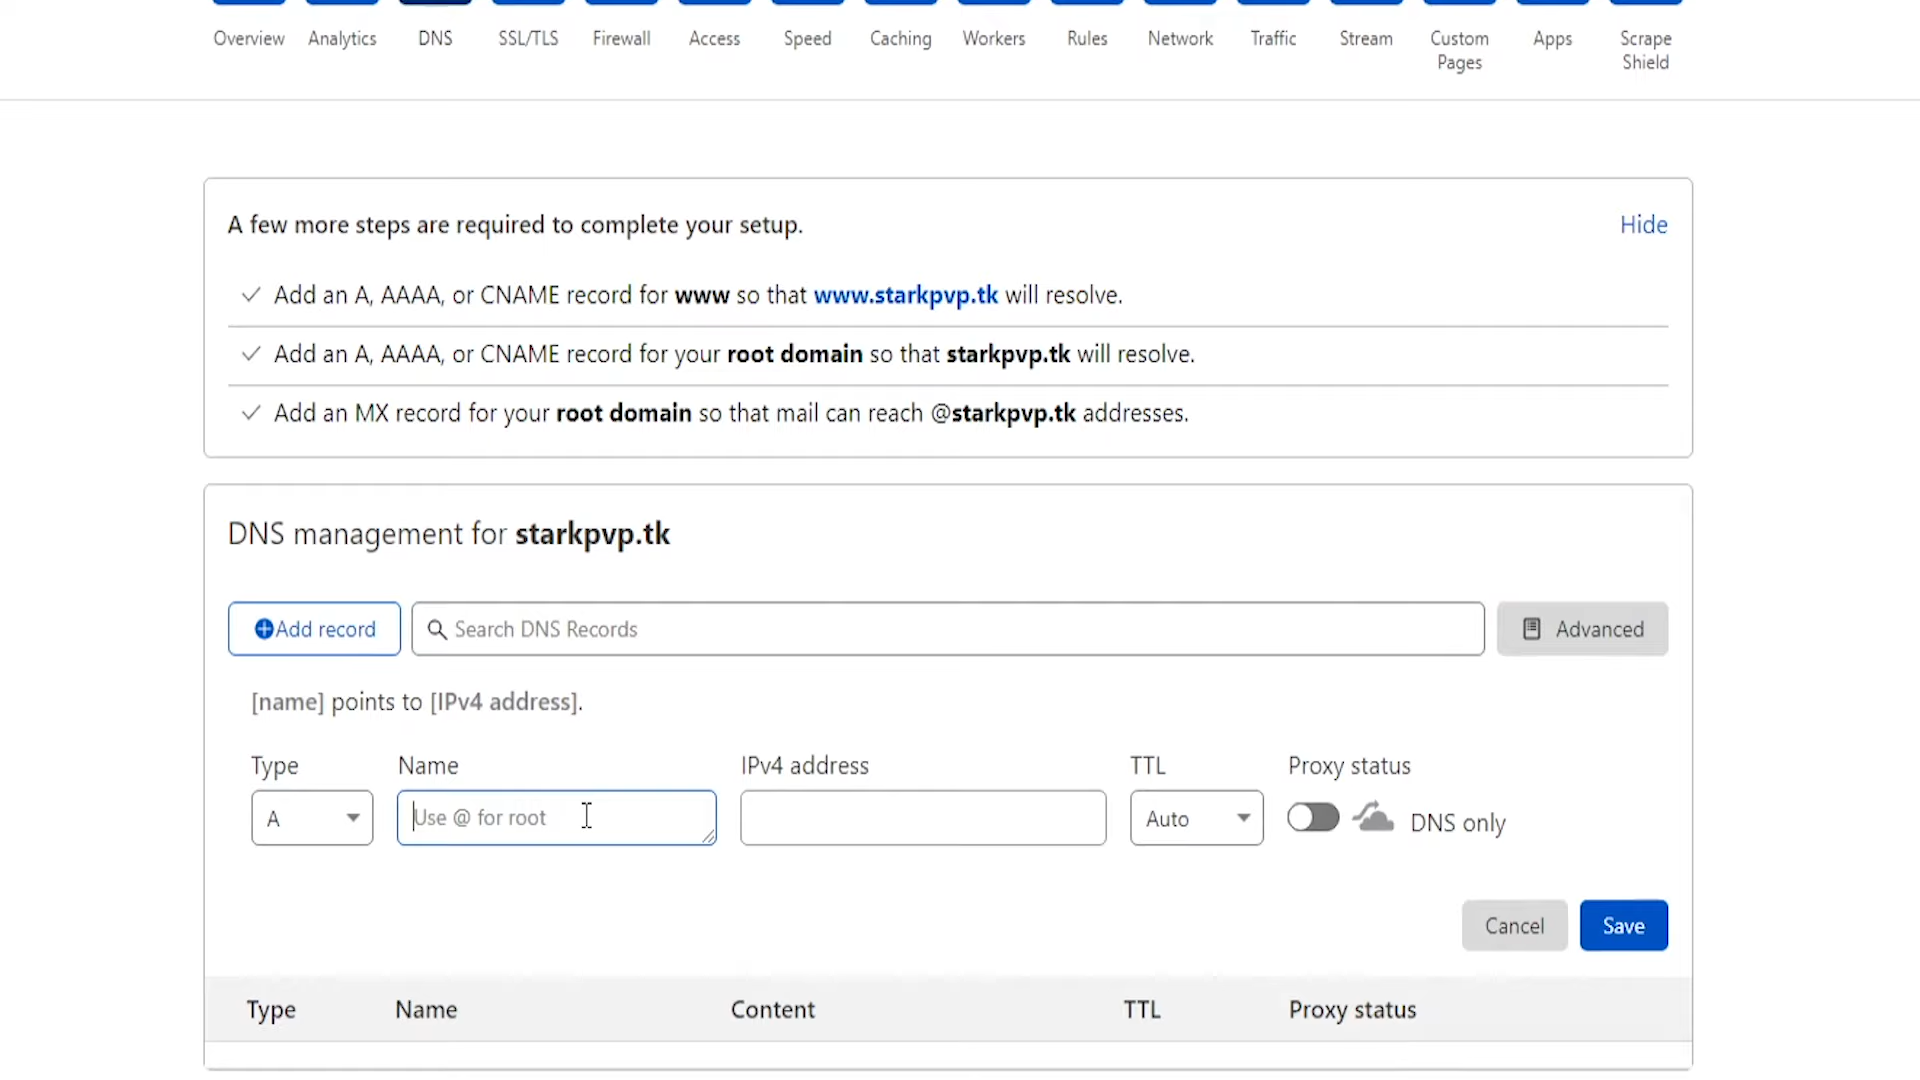 Overview Analytics DNS SSL/TLS Firewall Access Speed Caching Workers Rules Network Traffic Stream Custom Pages Apps Scrape Shield
A few more steps are required to complete your setup. Hide
Add an A, AAAA, or CNAME record for www so that www.starkpvp.tk will resolve.
Add an A, AAAA, or CNAME record for your root domain so that starkpvp.tk will resolve.
Add an MX record for your root domain so that mail can reach @starkpvp.tk addresses.
DNS management for starkpvp.tk
Add record Search DNS Records Advanced
[name] points to [IPv4 address].
Type Name IPv4 address TTL Proxy status
A Use @ for root Auto DNS only
Cancel Save
Type Name Content TTL Proxy status